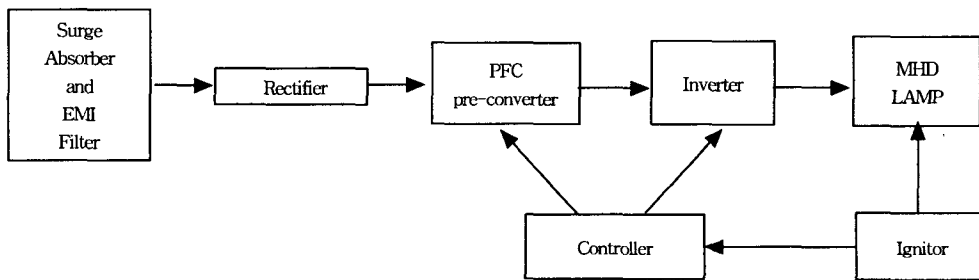 Surge
Absorber
and
EMI
Filter
Rectifier
PFC
pre-converter
Inverter
MHD
LAMP
Controller
Ignitor